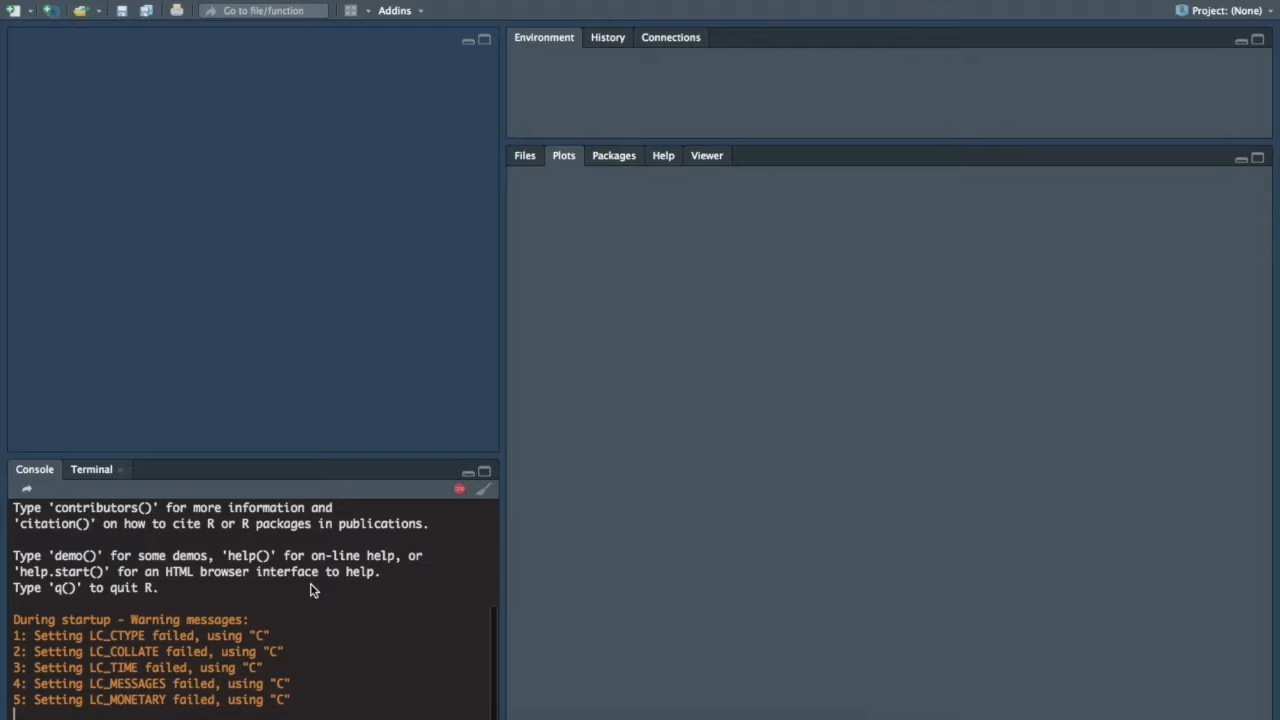 Go to file/function
Addins
Project: (None)
Environment
History
Connections
Files
Plots
Packages
Help
Viewer
Console
Terminal
Type 'contributors()' for more information and
'citation()' on how to cite R or R packages in publications.
Type 'demo()' for some demos, 'help()' for on-line help, or
'help.start()' for an HTML browser interface to help.
Type 'q()' to quit R.
During startup - Warning messages:
1: Setting LC_CTYPE failed, using "C"
2: Setting LC_COLLATE failed, using "C"
3: Setting LC_TIME failed, using "C"
4: Setting LC_MESSAGES failed, using "C"
5: Setting LC_MONETARY failed, using "C"